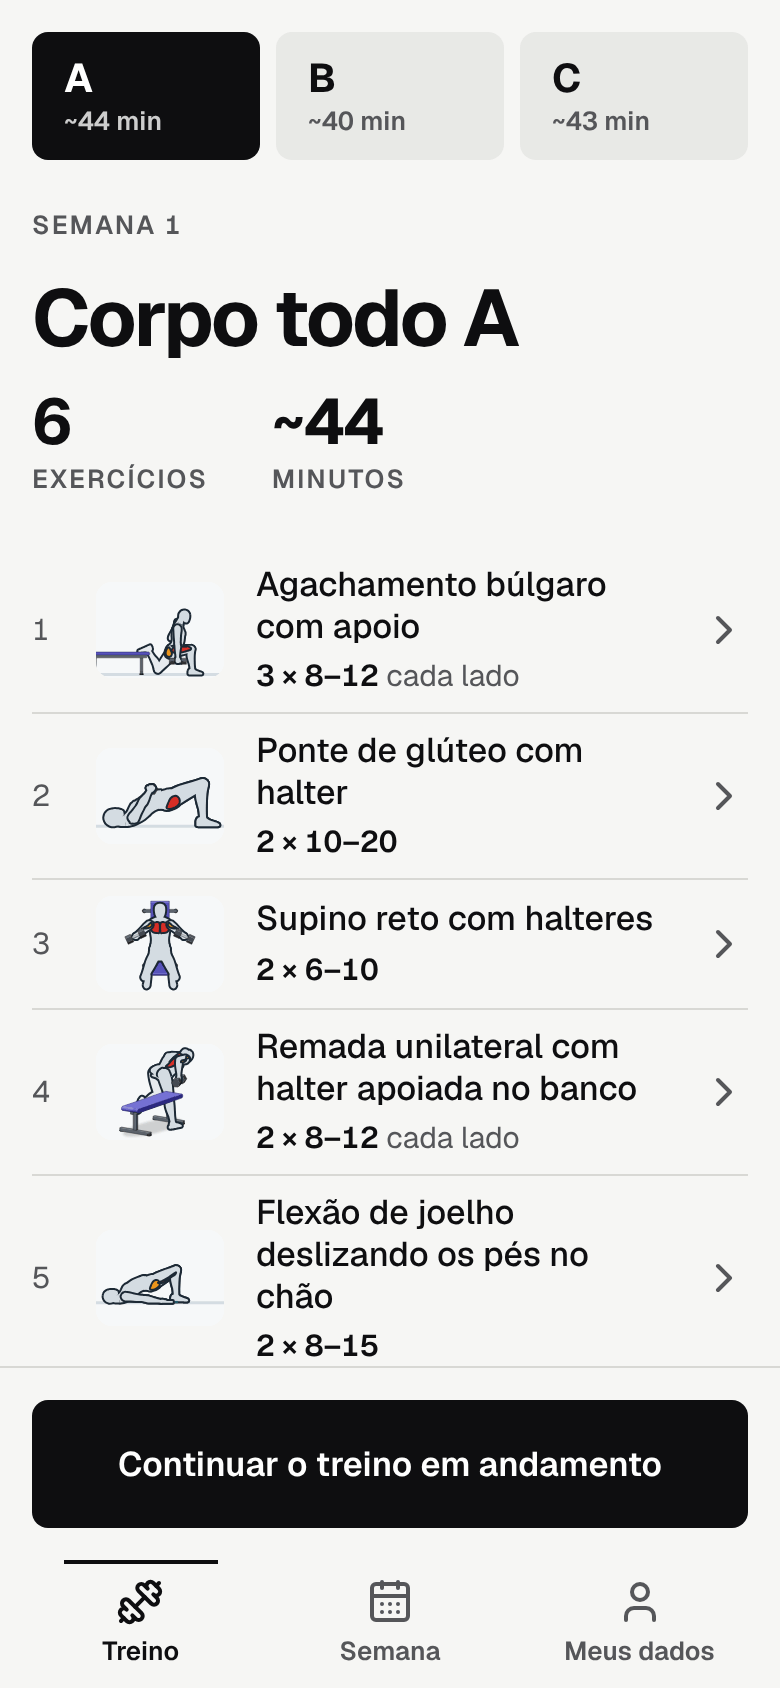 A
~44 min
B
~40 min
C
~43 min
SEMANA 1
Corpo todo A
6
EXERCÍCIOS
~44
MINUTOS
1
Agachamento búlgaro
com apoio
3 × 8–12 cada lado
2
Ponte de glúteo com
halter
2 × 10–20
3
Supino reto com halteres
2 × 6–10
4
Remada unilateral com
halter apoiada no banco
2 × 8–12 cada lado
5
Flexão de joelho
deslizando os pés no
chão
2 × 8–15
Continuar o treino em andamento
Treino
Semana
Meus dados